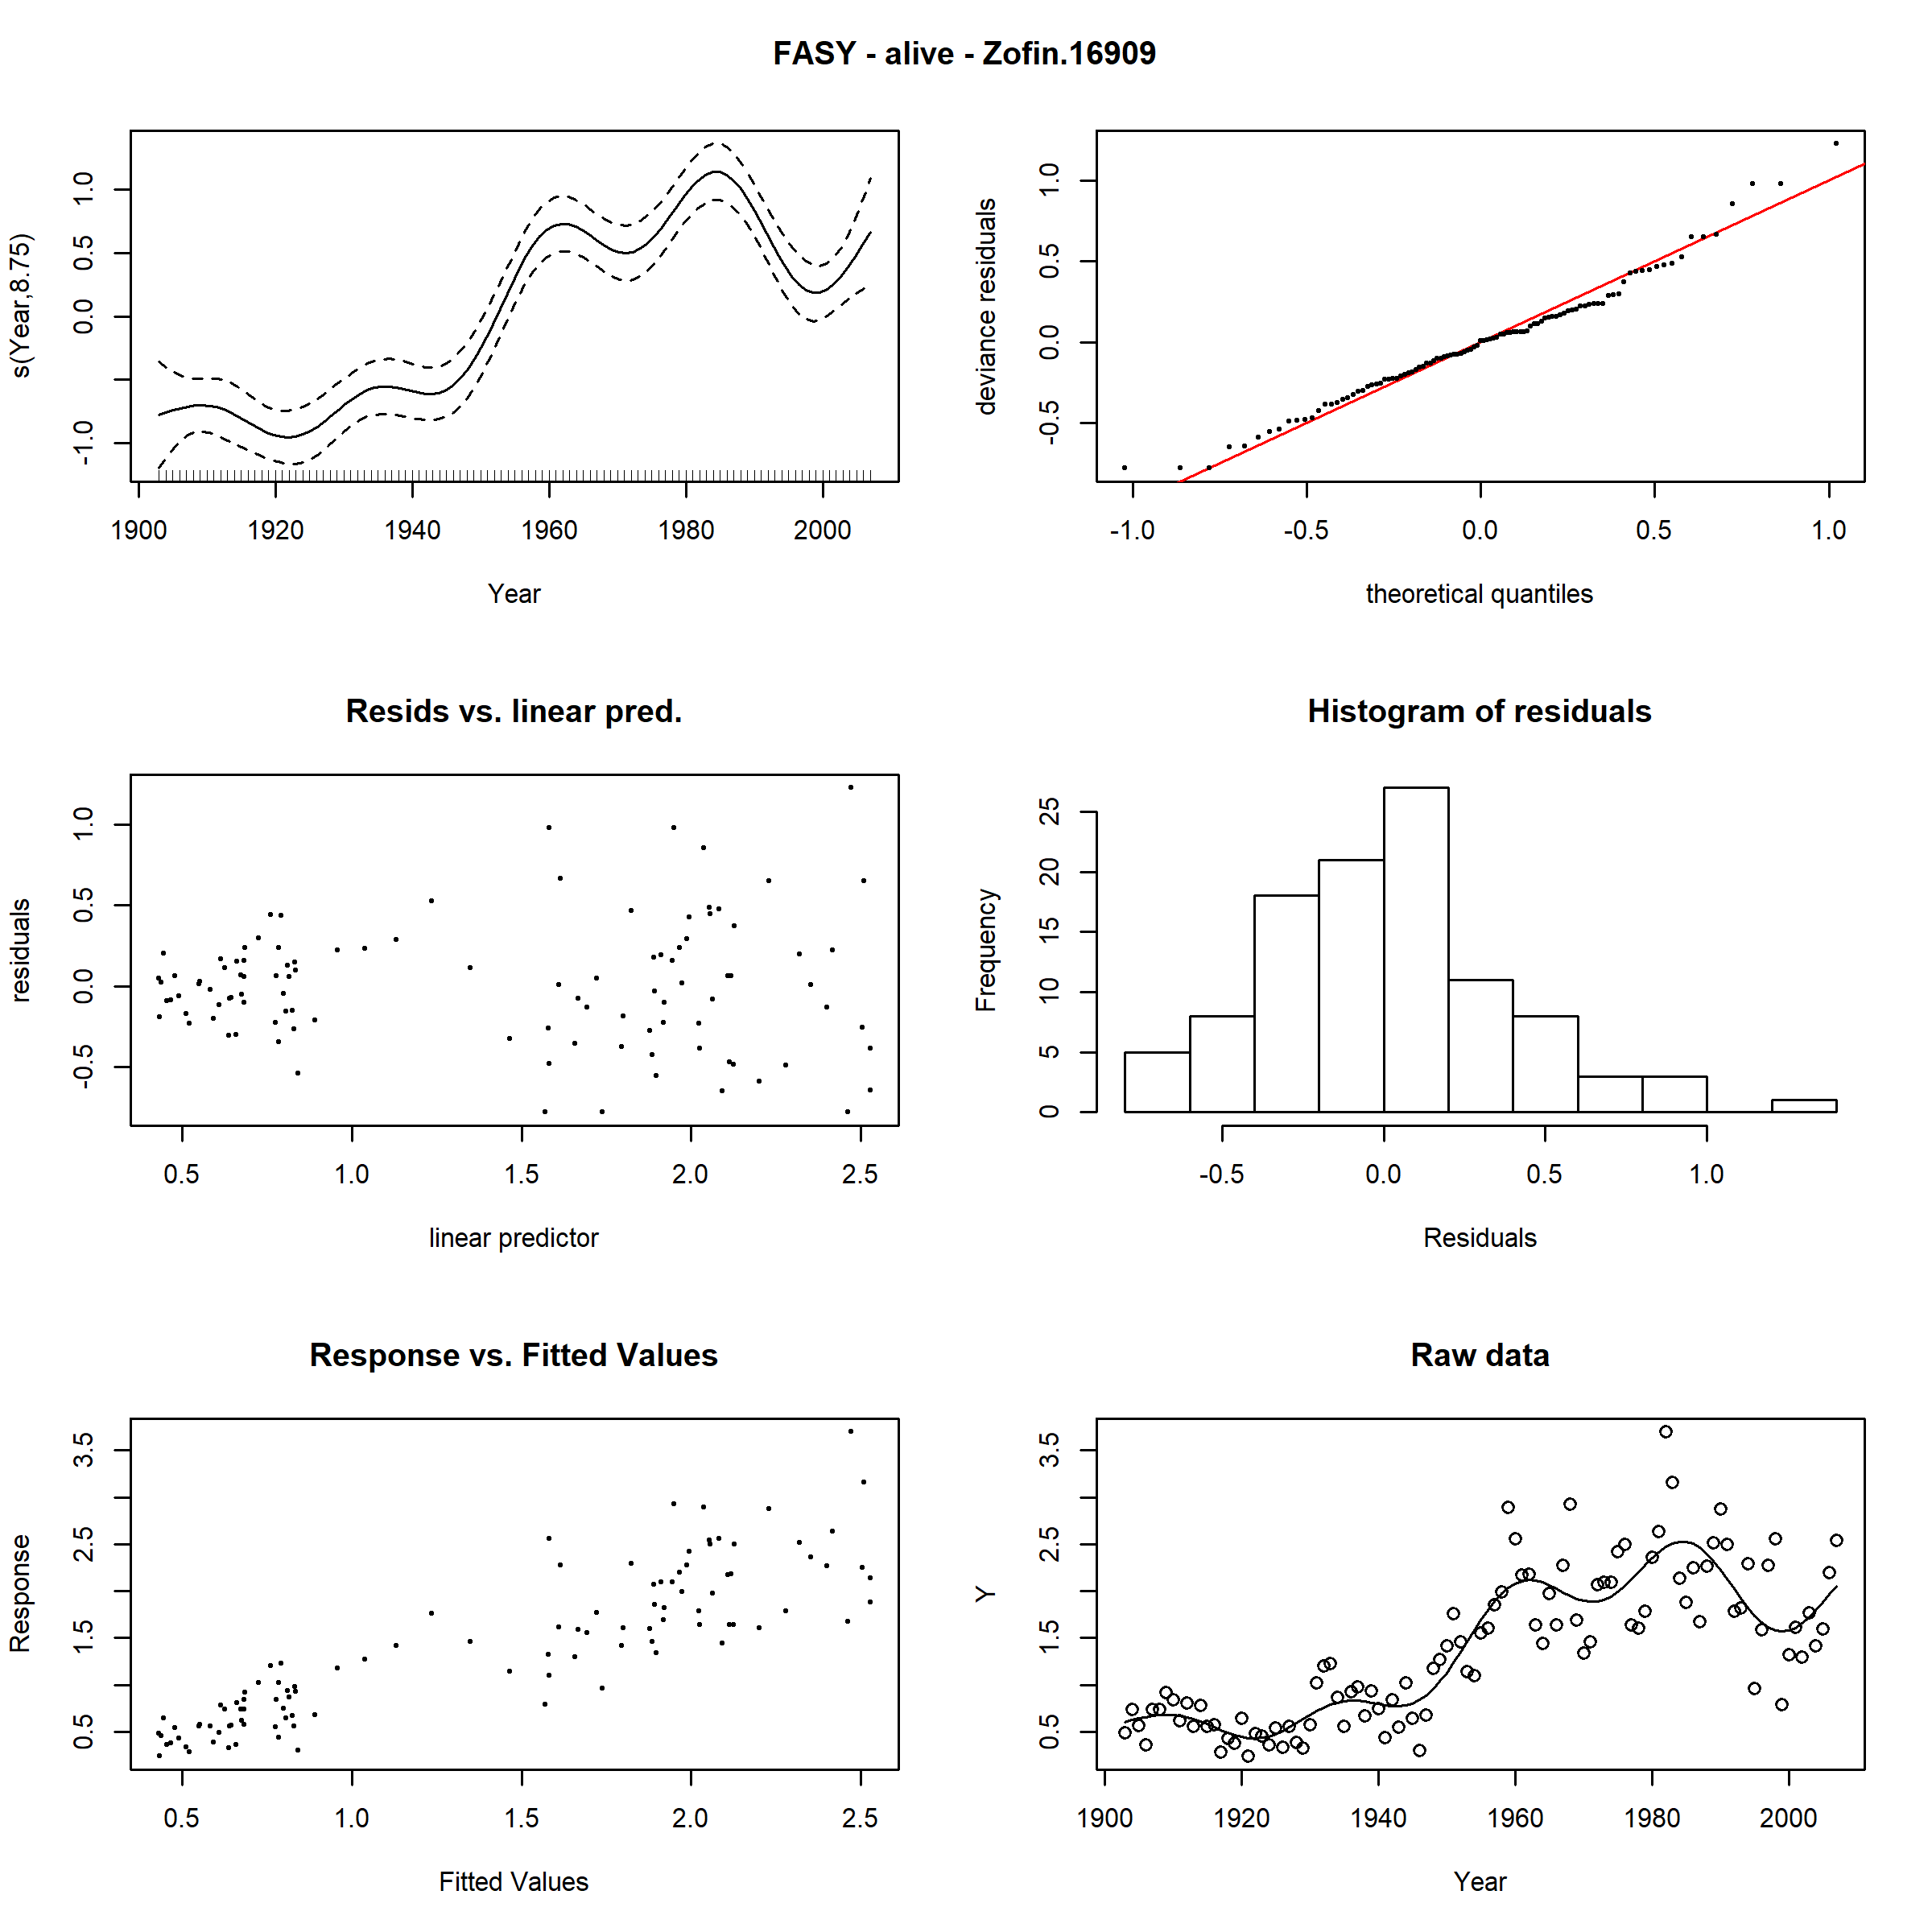 FASY - alive - Zofin.16909
s(Year,8.75)
-1.0 0.0 0.5 1.0
1900 1920 1940 1960 1980 2000
Year
deviance residuals
-0.5 0.0 0.5 1.0
-1.0 -0.5 0.0 0.5 1.0
theoretical quantiles
Resids vs. linear pred.
residuals
-0.5 0.0 0.5 1.0
0.5 1.0 1.5 2.0 2.5
linear predictor
Histogram of residuals
Frequency
0 5 10 15 20 25
-0.5 0.0 0.5 1.0
Residuals
Response vs. Fitted Values
Response
0.5 1.5 2.5 3.5
0.5 1.0 1.5 2.0 2.5
Fitted Values
Raw data
Y
0.5 1.5 2.5 3.5
1900 1920 1940 1960 1980 2000
Year